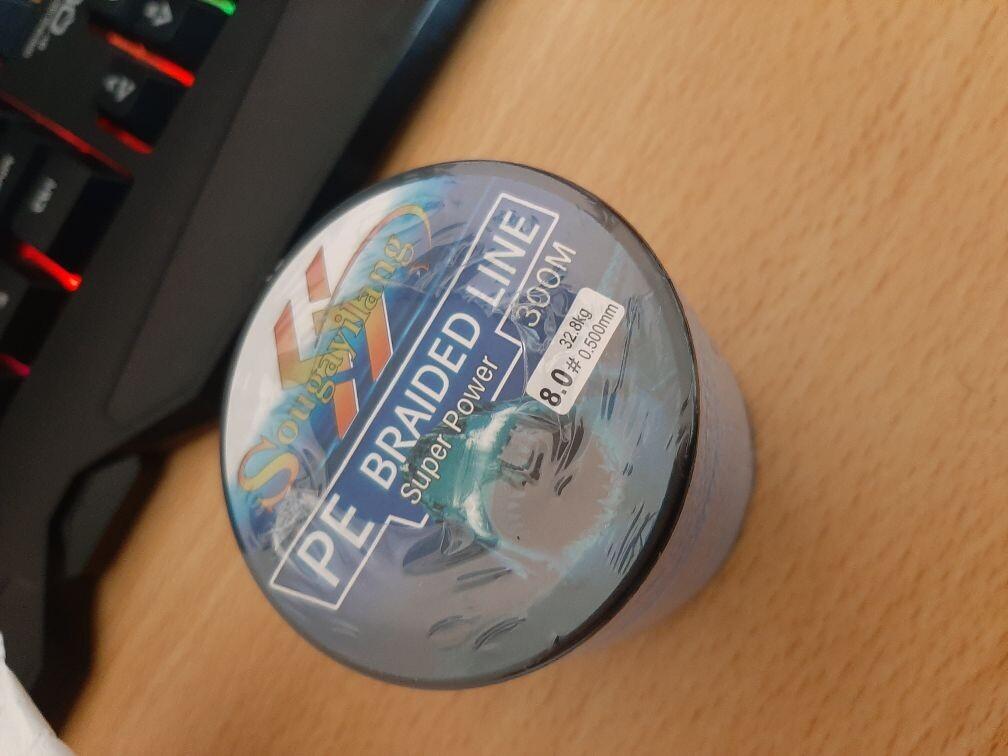 Sougayilang
PE BRAIDED LINE
Super Power
300M
8.0#
32.8kg
0.500mm